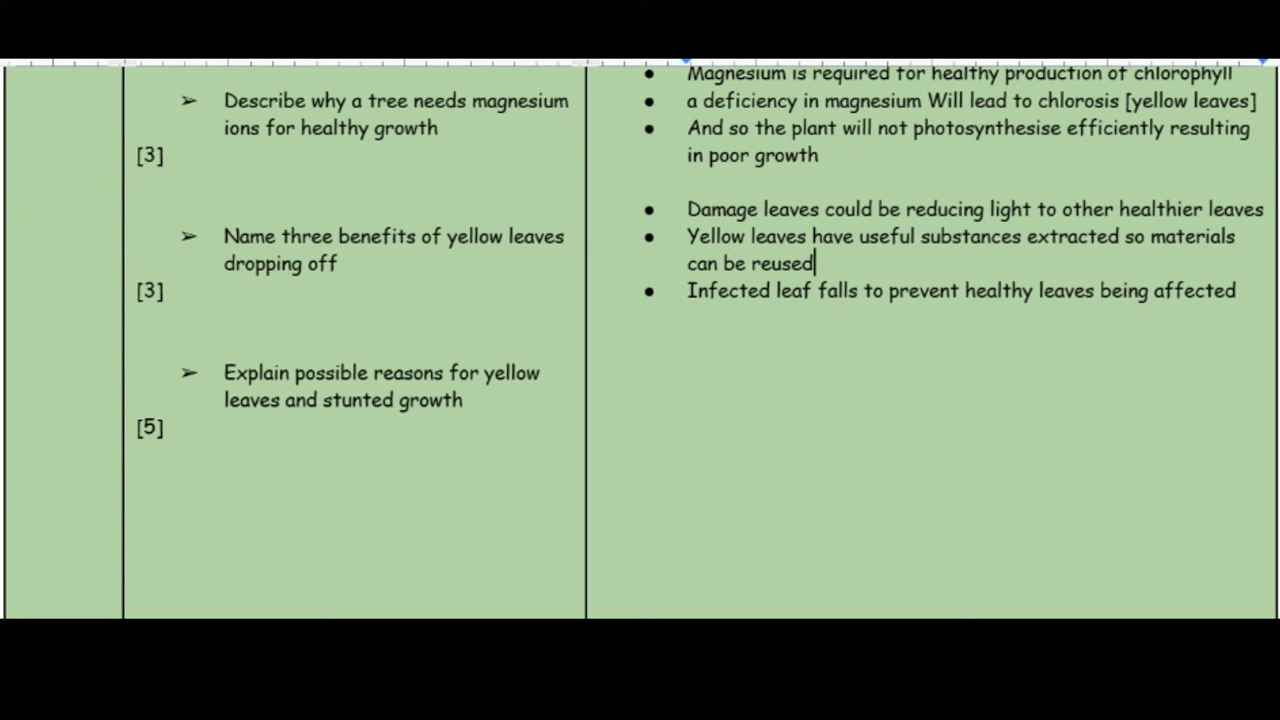 Magnesium is required for healthy production of chlorophyll
➢ Describe why a tree needs magnesium
ions for healthy growth
[3]
• a deficiency in magnesium Will lead to chlorosis [yellow leaves]
• And so the plant will not photosynthesise efficiently resulting
in poor growth
➢ Name three benefits of yellow leaves
dropping off
[3]
• Damage leaves could be reducing light to other healthier leaves
• Yellow leaves have useful substances extracted so materials
can be reused
• Infected leaf falls to prevent healthy leaves being affected
➢ Explain possible reasons for yellow
leaves and stunted growth
[5]